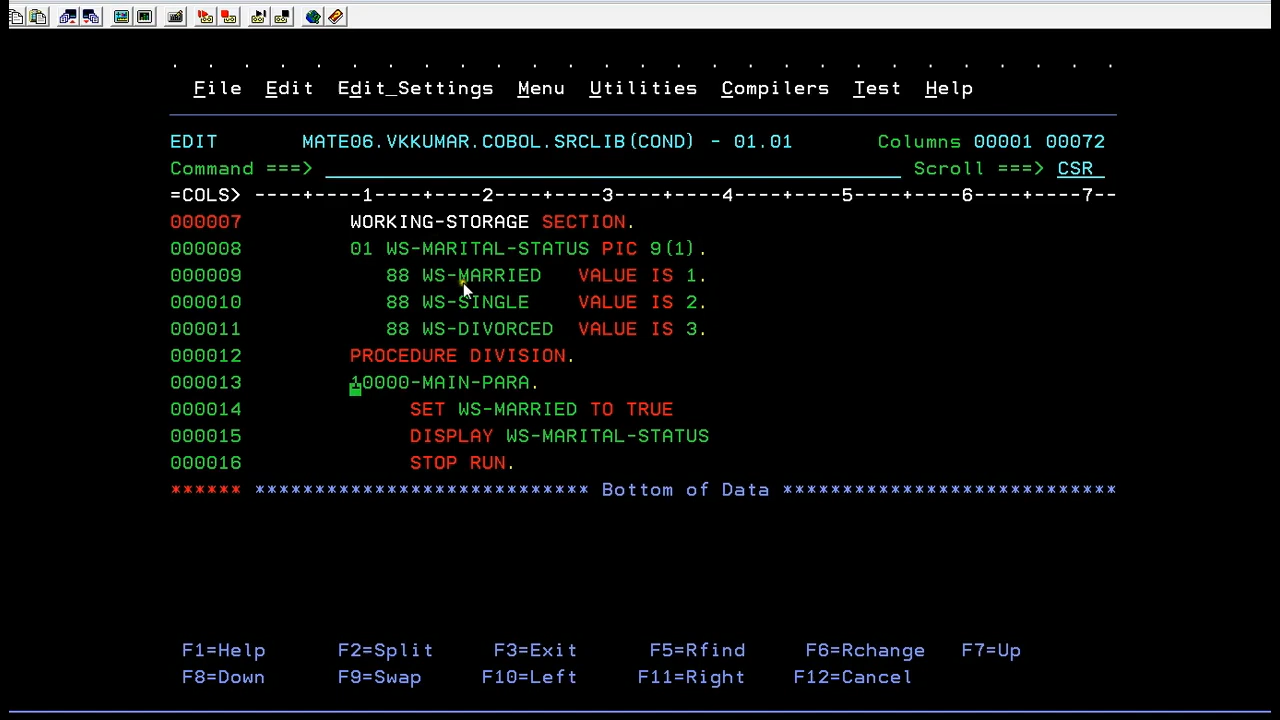 File Edit Edit_Settings Menu Utilities Compilers Test Help
EDIT MATE06.VKKUMAR.COBOL.SRCLIB(COND) - 01.01 Columns 00001 00072
Command ===> Scroll ===> CSR
=COLS> ----+----1----+----2----+----3----+----4----+----5----+----6----+----7--
000007 WORKING-STORAGE SECTION.
000008 01 WS-MARITAL-STATUS PIC 9(1).
000009 88 WS-MARRIED VALUE IS 1.
000010 88 WS-SINGLE VALUE IS 2.
000011 88 WS-DIVORCED VALUE IS 3.
000012 PROCEDURE DIVISION.
000013 10000-MAIN-PARA.
000014 SET WS-MARRIED TO TRUE
000015 DISPLAY WS-MARITAL-STATUS
000016 STOP RUN.
****** **************************** Bottom of Data ****************************
F1=Help F2=Split F3=Exit F5=Rfind F6=Rchange F7=Up
F8=Down F9=Swap F10=Left F11=Right F12=Cancel